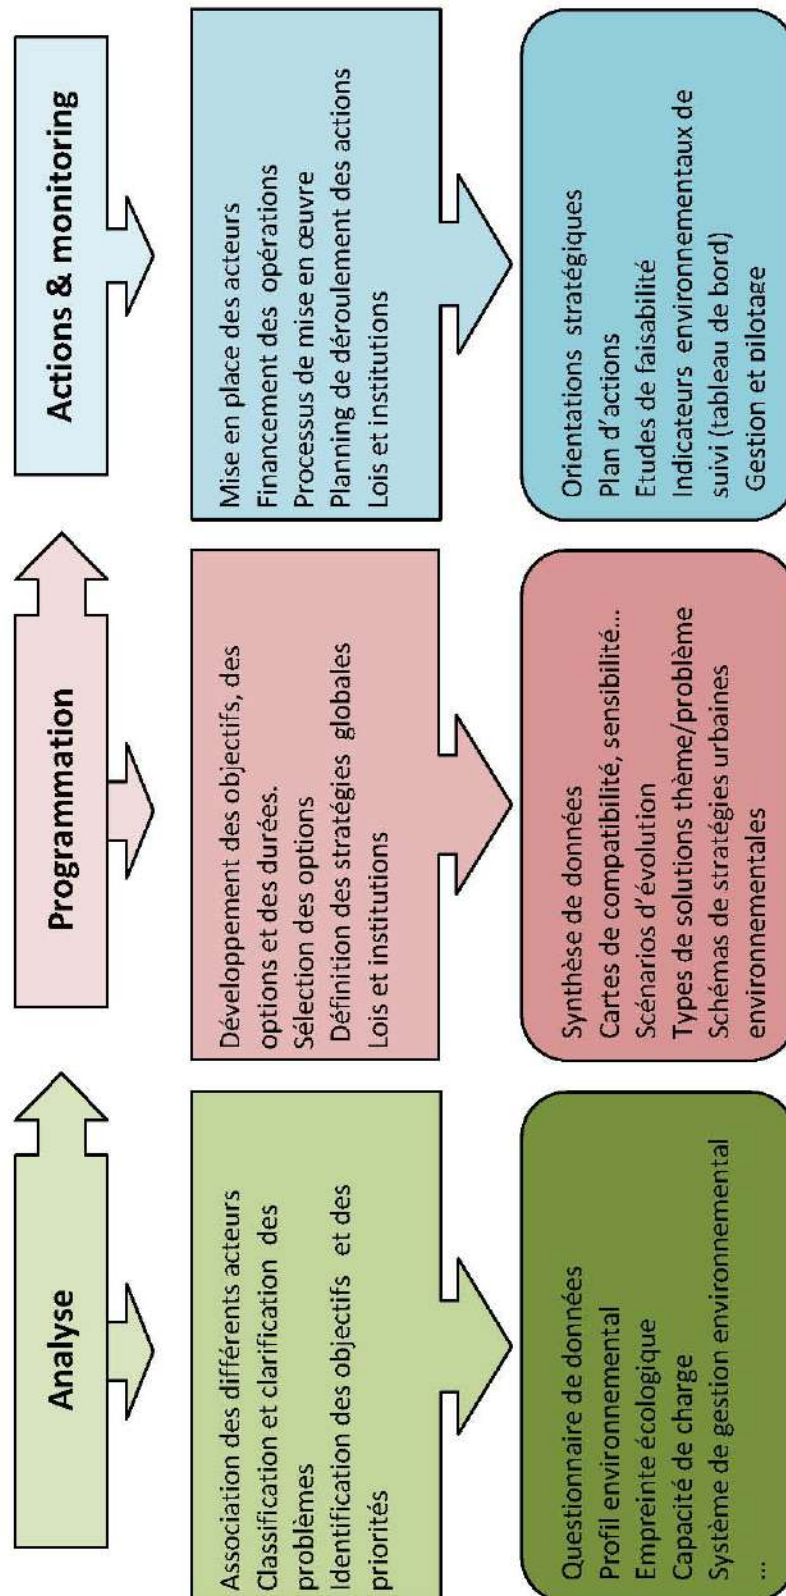 Analyse
Programmation
Actions & monitoring
Association des différents acteurs
Classification et clarification des
problèmes
Identification des objectifs et des
priorités
Développement des objectifs, des
options et des durées.
Sélection des options
Définition des stratégies globales
Lois et institutions
Mise en place des acteurs
Financement des opérations
Processus de mise en œuvre
Planning de déroulement des actions
Lois et institutions
Questionnaire de données
Profil environnemental
Empreinte écologique
Capacité de charge
Système de gestion environnemental
...
Synthèse de données
Cartes de compatibilité, sensibilité...
Scénarios d'évolution
Types de solutions thème/problème
Schémas de stratégies urbaines
environnementales
Orientations stratégiques
Plan d'actions
Etudes de faisabilité
Indicateurs environnementaux de
suivi (tableau de bord)
Gestion et pilotage